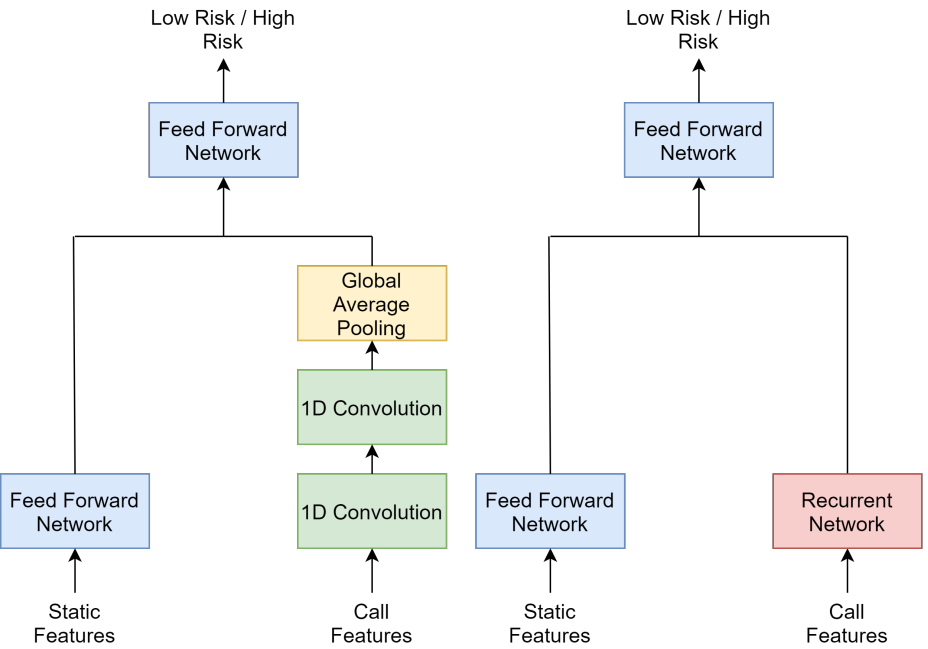 Low Risk / High
Risk
Feed Forward
Network
Global
Average
Pooling
1D Convolution
Feed Forward
Network
1D Convolution
Static
Features
Call
Features
Low Risk / High
Risk
Feed Forward
Network
Feed Forward
Network
Recurrent
Network
Static
Features
Call
Features